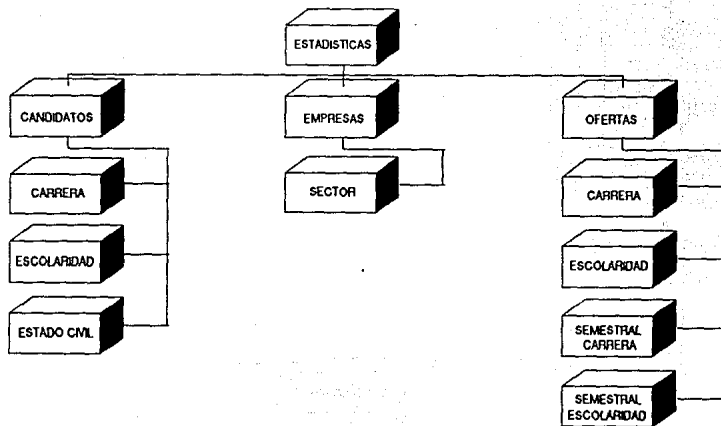 ESTADISTICAS
CANDIDATOS
CARRERA
ESCOLARIDAD
ESTADO CIVIL
EMPRESAS
SECTOR
OFERTAS
CARRERA
ESCOLARIDAD
SEMESTRAL
CARRERA
SEMESTRAL
ESCOLARIDAD